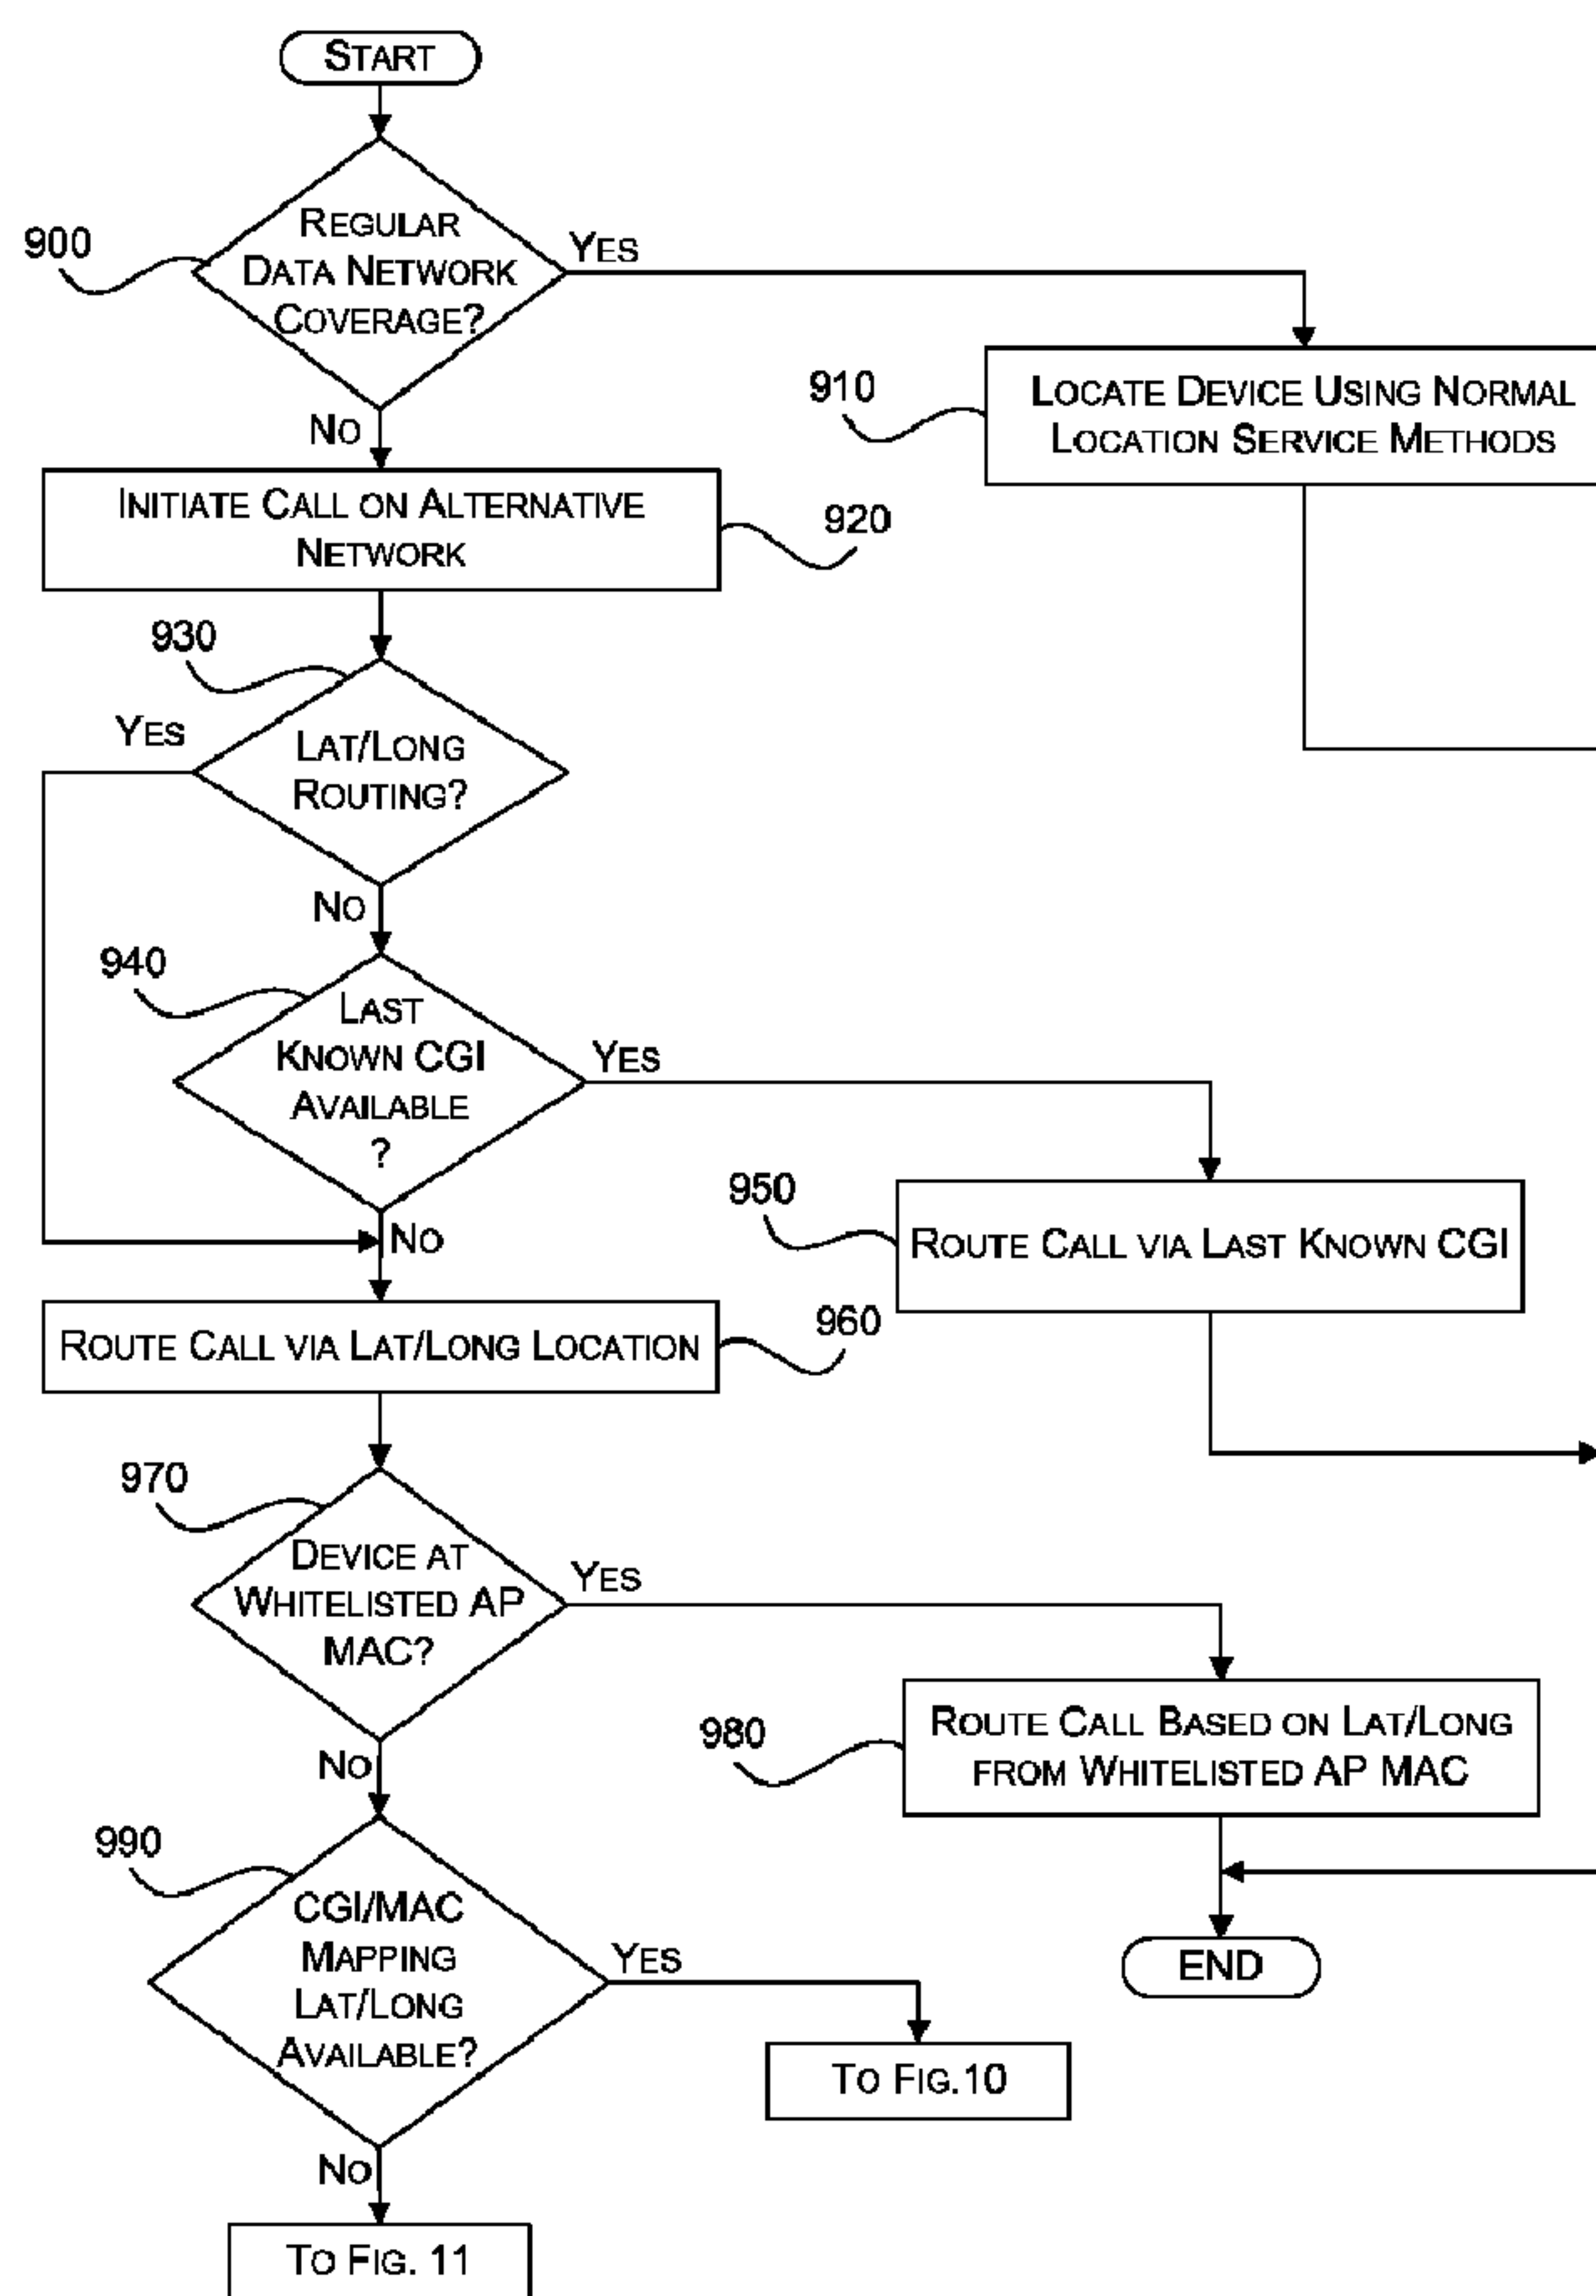 START
900
REGULAR
DATA NETWORK
COVERAGE?
YES
NO
910
LOCATE DEVICE USING NORMAL
LOCATION SERVICE METHODS
INITIATE CALL ON ALTERNATIVE
NETWORK
920
930
YES
LAT/LONG
ROUTING?
NO
940
LAST
KNOWN CGI
AVAILABLE
?
YES
NO
950
ROUTE CALL VIA LAST KNOWN CGI
ROUTE CALL VIA LAT/LONG LOCATION
960
970
DEVICE AT
WHITELISTED AP
MAC?
YES
NO
980
ROUTE CALL BASED ON LAT/LONG
FROM WHITELISTED AP MAC
990
CGI/MAC
MAPPING
LAT/LONG
AVAILABLE?
YES
NO
END
TO FIG.10
TO FIG. 11